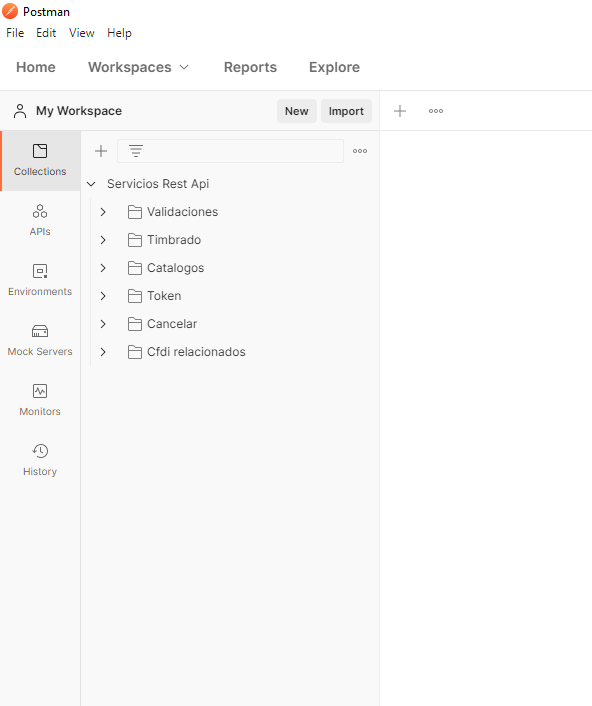 Postman
File Edit View Help
Home Workspaces Reports Explore
My Workspace New Import
Collections
APIs
Environments
Mock Servers
Monitors
History
Servicios Rest Api
Validaciones
Timbrado
Catalogos
Token
Cancelar
Cfdi relacionados